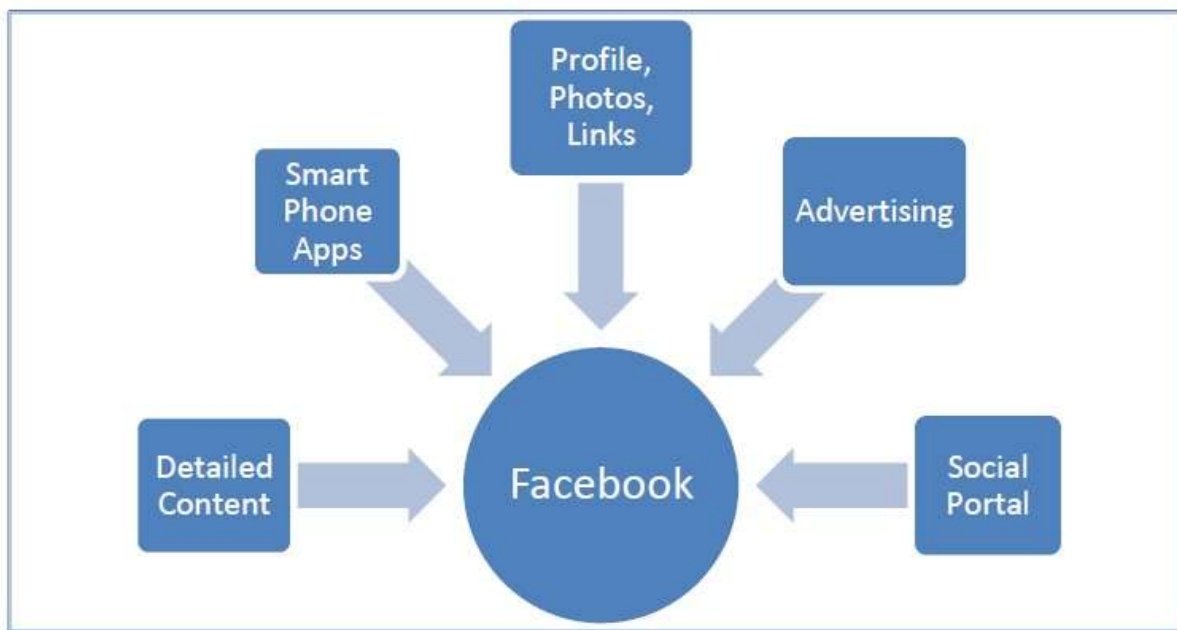 Profile,
Photos,
Links
Smart
Phone
Apps
Advertising
Detailed
Content
Facebook
Social
Portal